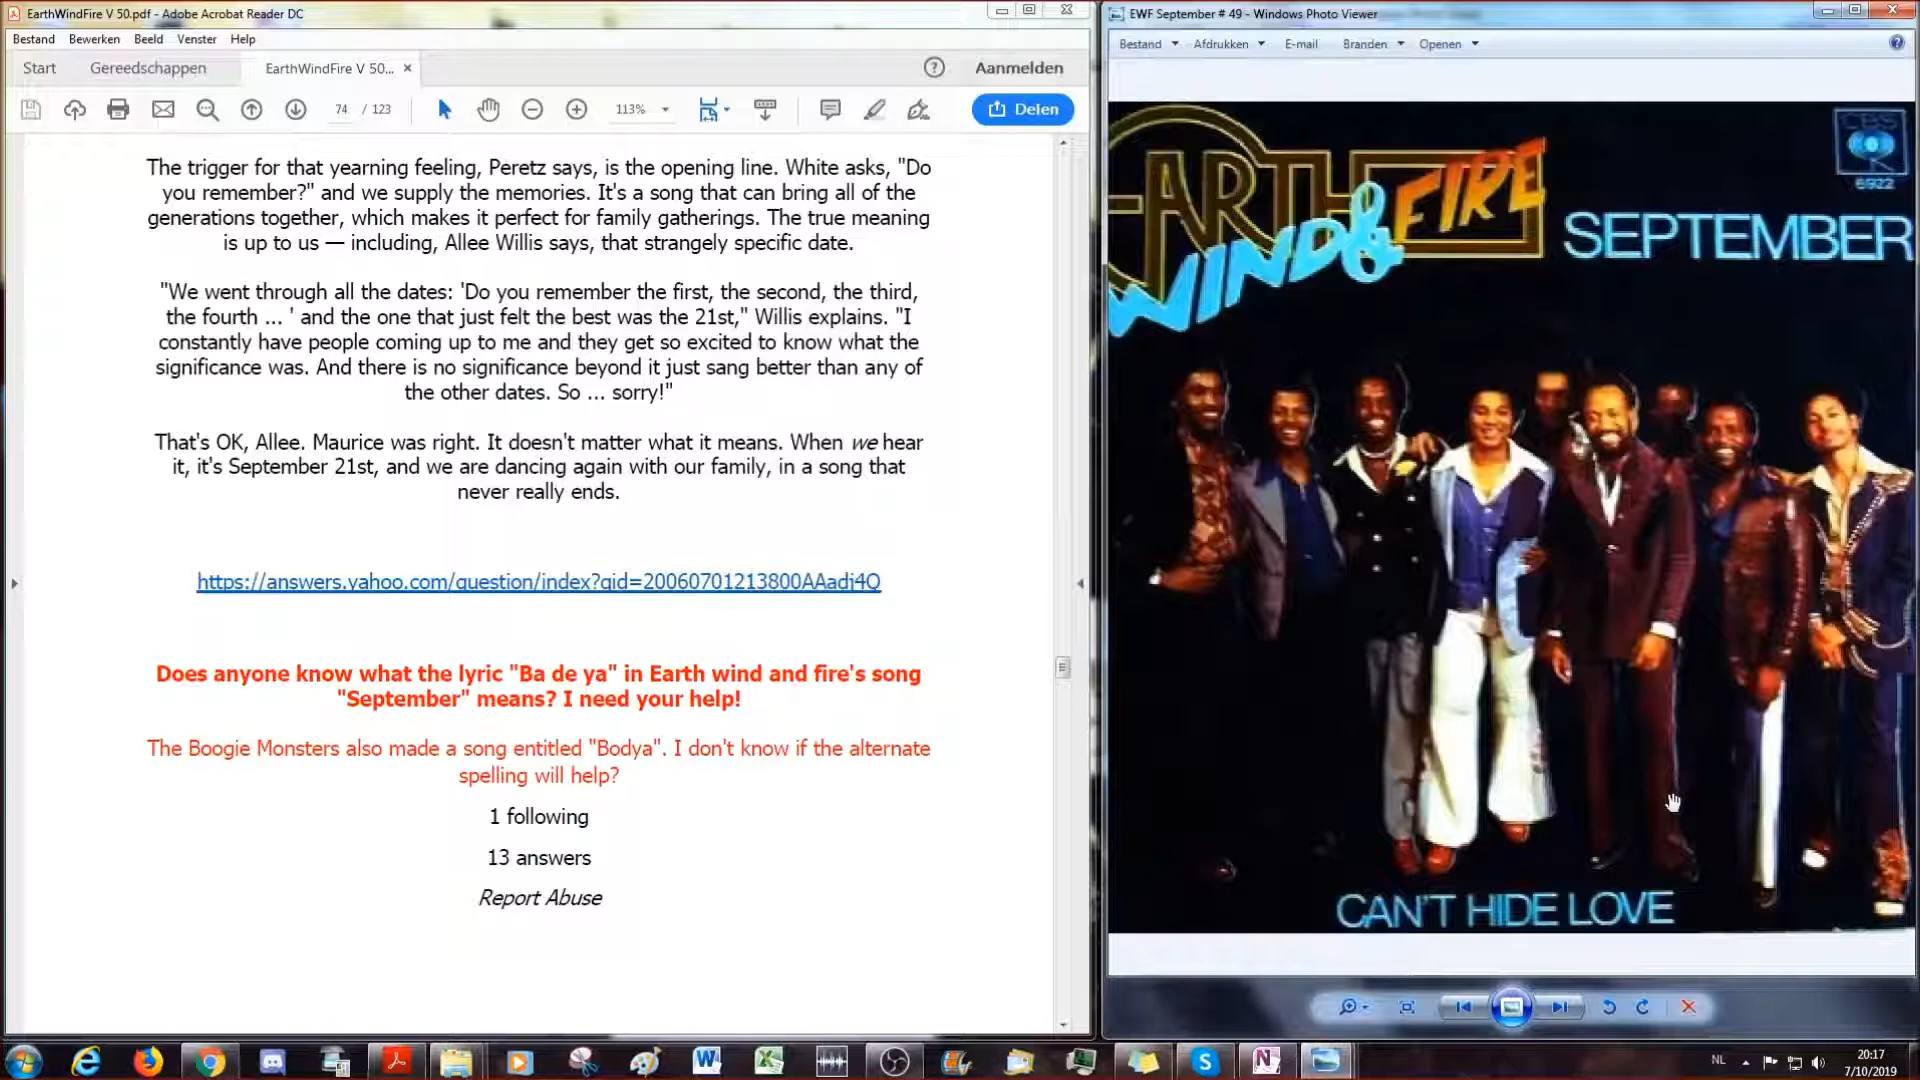 EarthWindFire V 50.pdf - Adobe Acrobat Reader DC
Bestand Bewerken Beeld Venster Help
Start Gereedschappen EarthWindFire V 50... × Aanmelden
74 / 123 113% Delen
The trigger for that yearning feeling, Peretz says, is the opening line. White asks, "Do
you remember?" and we supply the memories. It's a song that can bring all of the
generations together, which makes it perfect for family gatherings. The true meaning
is up to us — including, Allee Willis says, that strangely specific date.
"We went through all the dates: 'Do you remember the first, the second, the third,
the fourth ... ' and the one that just felt the best was the 21st," Willis explains. "I
constantly have people coming up to me and they get so excited to know what the
significance was. And there is no significance beyond it just sang better than any of
the other dates. So ... sorry!"
That's OK, Allee. Maurice was right. It doesn't matter what it means. When we hear
it, it's September 21st, and we are dancing again with our family, in a song that
never really ends.
https://answers.yahoo.com/question/index?qid=20060701213800AAadj4Q
Does anyone know what the lyric "Ba de ya" in Earth wind and fire's song
"September" means? I need your help!
The Boogie Monsters also made a song entitled "Bodya". I don't know if the alternate
spelling will help?
1 following
13 answers
Report Abuse
EWF September # 49 - Windows Photo Viewer
Bestand Afdrukken E-mail Branden Openen
EARTH
WIND & FIRE
SEPTEMBER
CBS
6922
CAN'T HIDE LOVE
NL
20:17
7/10/2019